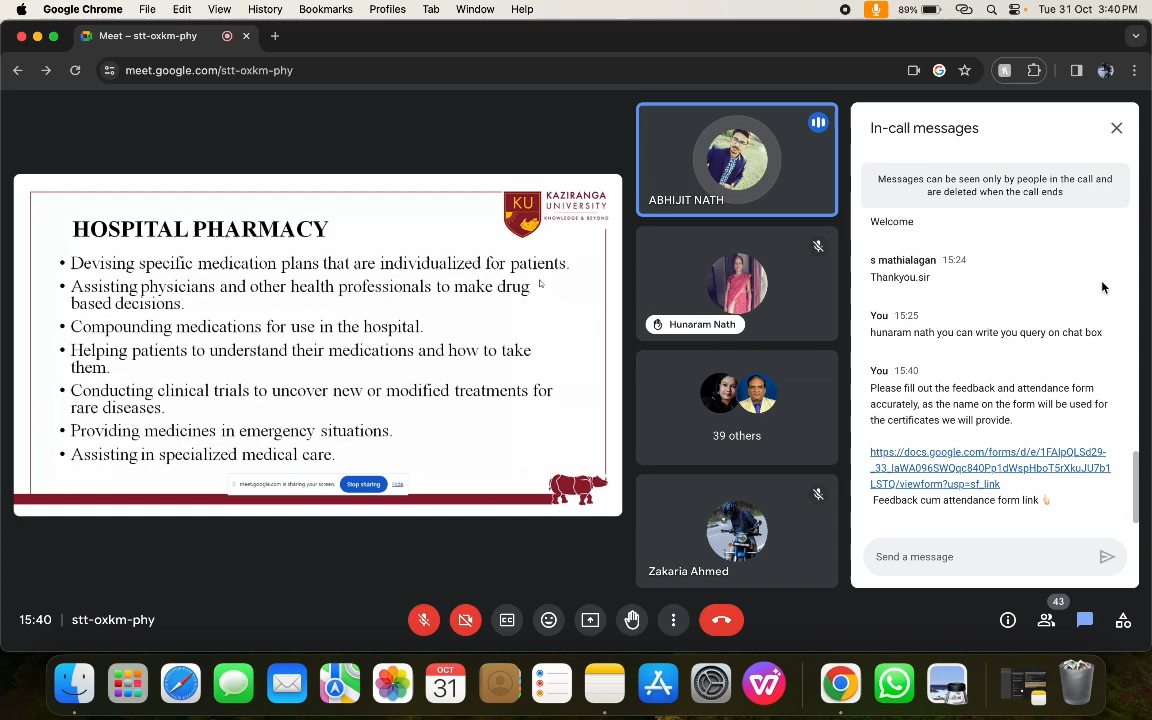 Google Chrome File Edit View History Bookmarks Profiles Tab Window Help
89% Tue 31 Oct 3:40 PM
Meet – stt-oxkm-phy
meet.google.com/stt-oxkm-phy
KU
KAZIRANGA
UNIVERSITY
KNOWLEDGE & BEYOND
HOSPITAL PHARMACY
• Devising specific medication plans that are individualized for patients.
• Assisting physicians and other health professionals to make drug
based decisions.
• Compounding medications for use in the hospital.
• Helping patients to understand their medications and how to take
them.
• Conducting clinical trials to uncover new or modified treatments for
rare diseases.
• Providing medicines in emergency situations.
• Assisting in specialized medical care.
meet.google.com is sharing your screen. Stop sharing Hide
ABHIJIT NATH
Hunaram Nath
39 others
Zakaria Ahmed
In-call messages
Messages can be seen only by people in the call and
are deleted when the call ends
Welcome
s mathialagan 15:24
Thankyou.sir
You 15:25
hunaram nath you can write you query on chat box
You 15:40
Please fill out the feedback and attendance form
accurately, as the name on the form will be used for
the certificates we will provide.
https://docs.google.com/forms/d/e/1FAIpQLSd29-
_33_IaWA096SWQqc840Pp1dWspHboT5rXkuJU7b1
LSTQ/viewform?usp=sf_link
Feedback cum attendance form link 👆🏻
Send a message
15:40 | stt-oxkm-phy
43
OCT
31